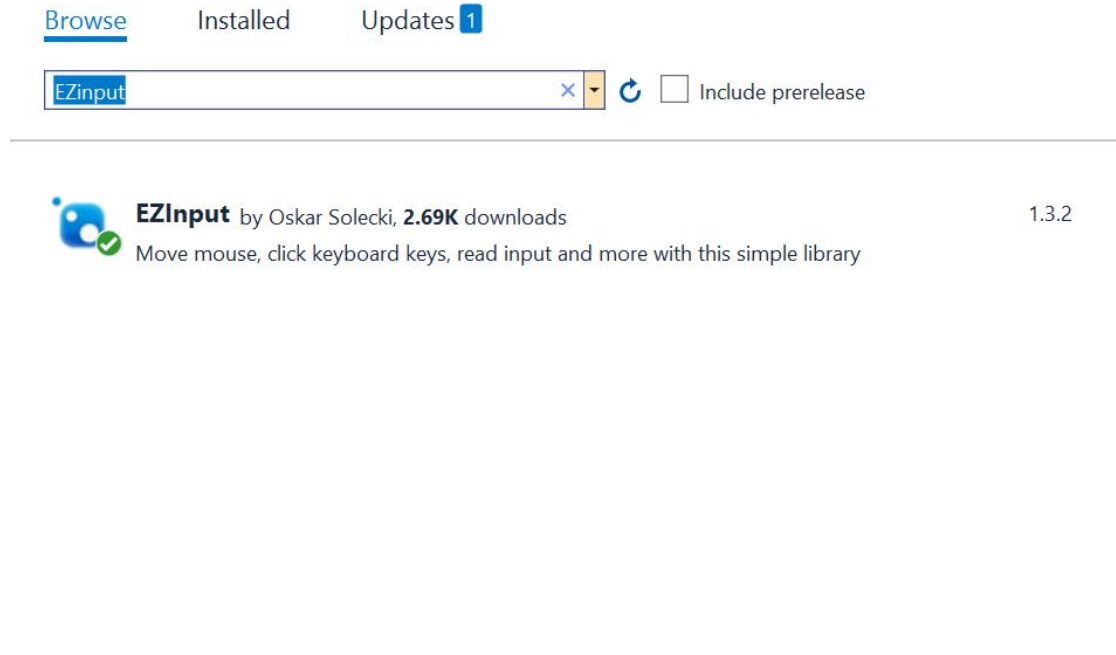 Browse Installed Updates 1
EZinput Include prerelease
EZInput by Oskar Solecki, 2.69K downloads 1.3.2
Move mouse, click keyboard keys, read input and more with this simple library